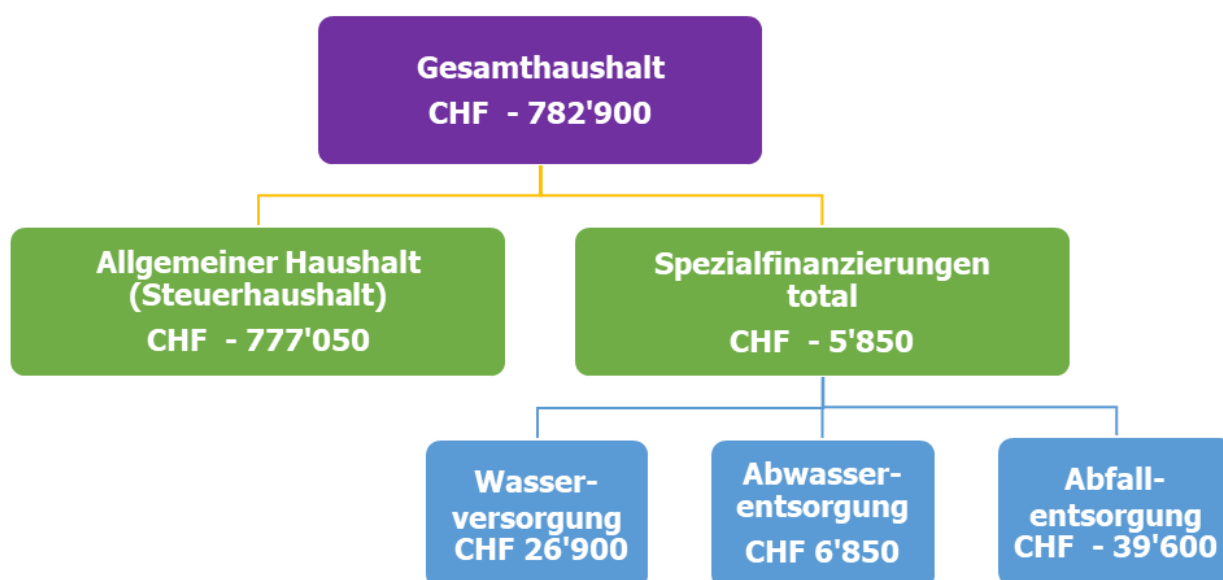 Gesamthaushalt
CHF  - 782'900
Allgemeiner Haushalt
(Steuerhaushalt)
CHF  - 777'050
Spezialfinanzierungen
total
CHF  - 5'850
Wasser-
versorgung
CHF 26'900
Abwasser-
entsorgung
CHF 6'850
Abfall-
entsorgung
CHF  - 39'600